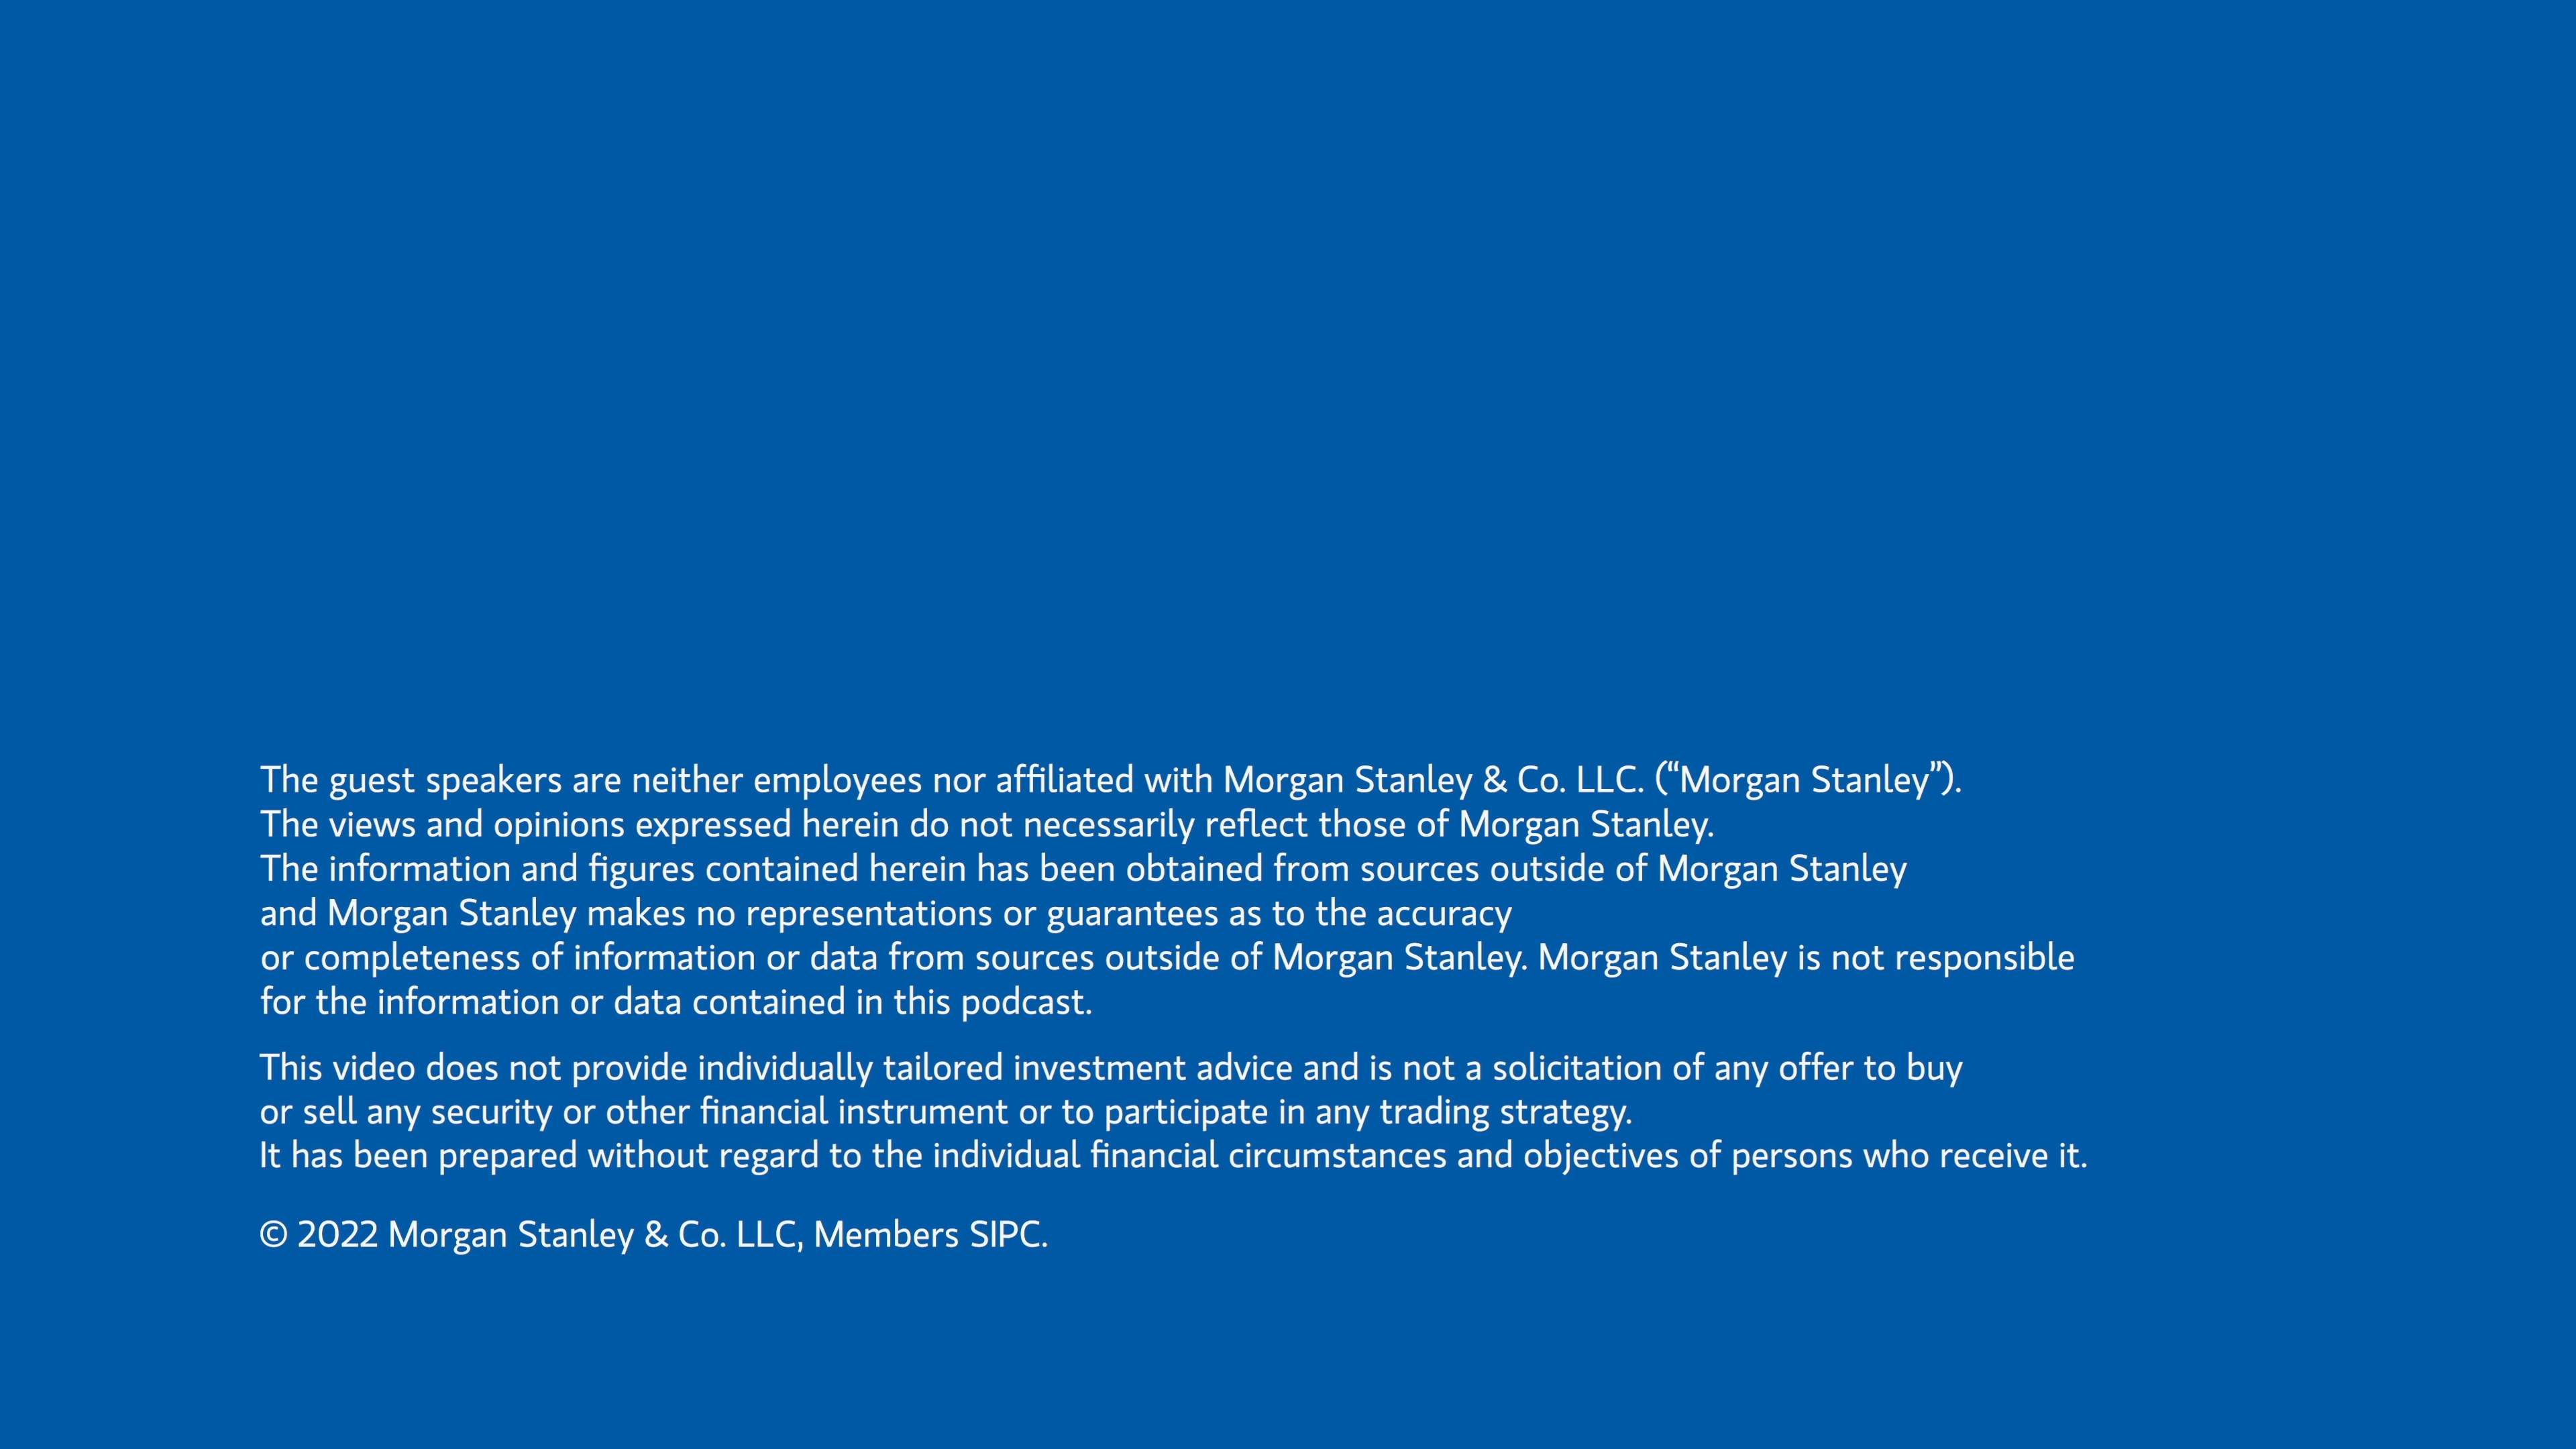 The guest speakers are neither employees nor affiliated with Morgan Stanley & Co. LLC. (“Morgan Stanley”).
The views and opinions expressed herein do not necessarily reflect those of Morgan Stanley.
The information and figures contained herein has been obtained from sources outside of Morgan Stanley
and Morgan Stanley makes no representations or guarantees as to the accuracy
or completeness of information or data from sources outside of Morgan Stanley. Morgan Stanley is not responsible
for the information or data contained in this podcast.
This video does not provide individually tailored investment advice and is not a solicitation of any offer to buy
or sell any security or other financial instrument or to participate in any trading strategy.
It has been prepared without regard to the individual financial circumstances and objectives of persons who receive it.
© 2022 Morgan Stanley & Co. LLC, Members SIPC.